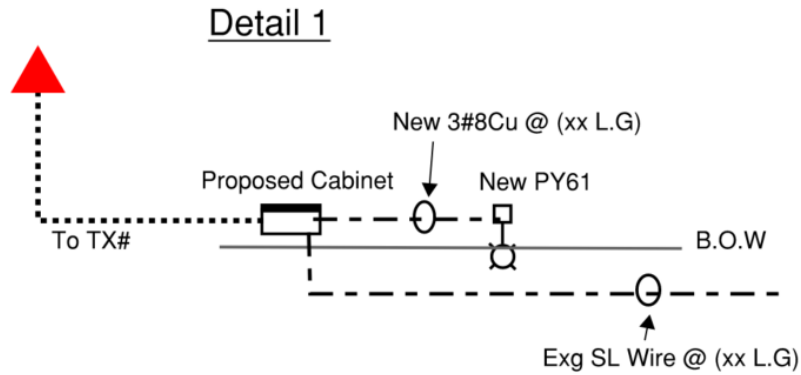 Detail 1
New 3#8Cu @ (xx L.G)
Proposed Cabinet
New PY61
To TX#
B.O.W
Exg SL Wire @ (xx L.G)